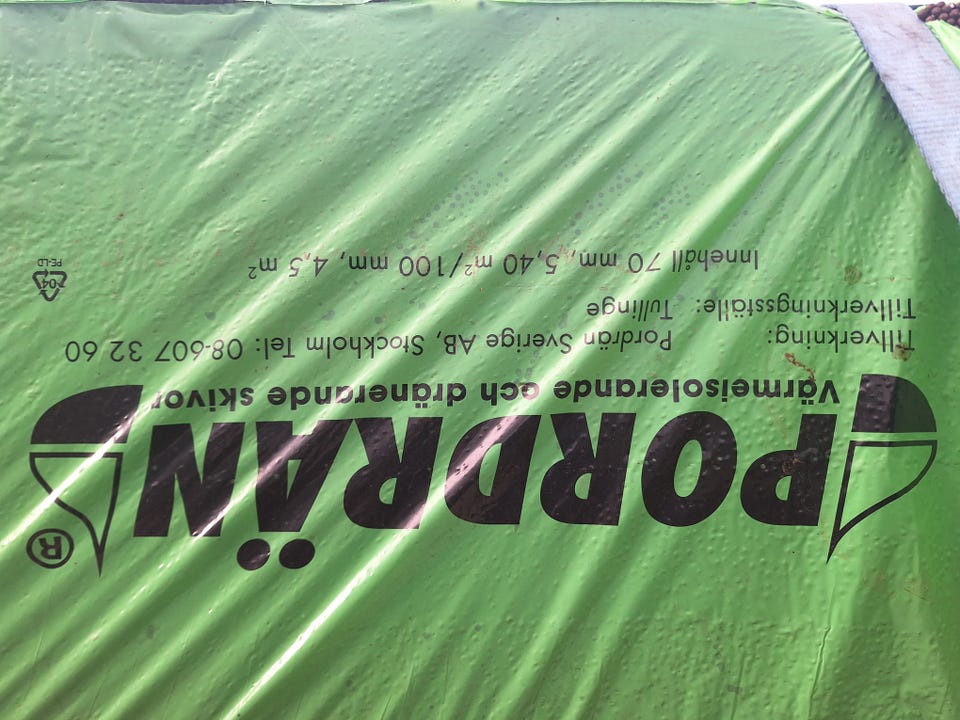 PORDRÄN®
Värmeisolerande och dränerande skivor
Tillverkning: Pordrän Sverige AB, Stockholm Tel: 08-607 32 60
Tillverkningsställe: Tullinge
Innehåll 70 mm, 5,40 m²/100 mm, 4,5 m²
04
PE-LD